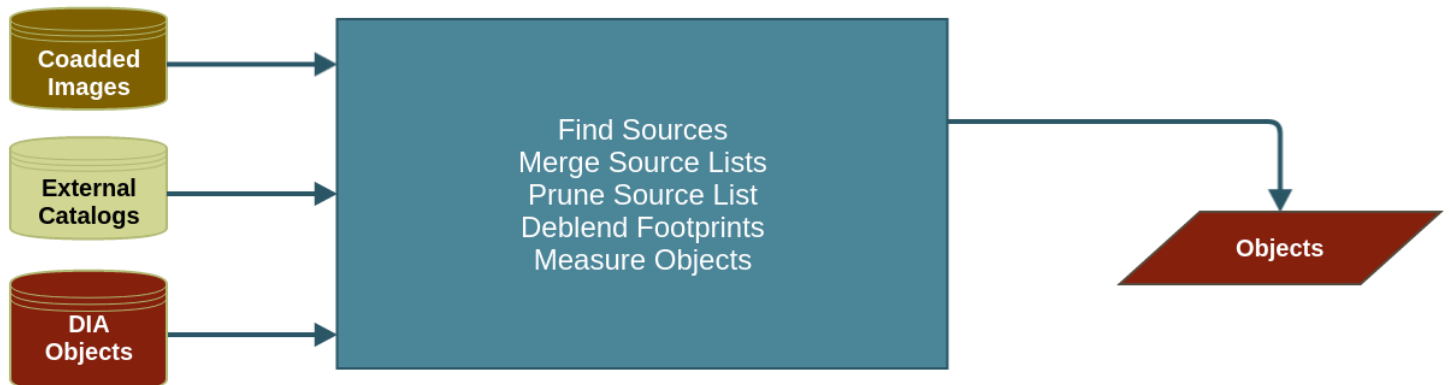 Coadded
Images
External
Catalogs
DIA
Objects
Find Sources
Merge Source Lists
Prune Source List
Deblend Footprints
Measure Objects
Objects